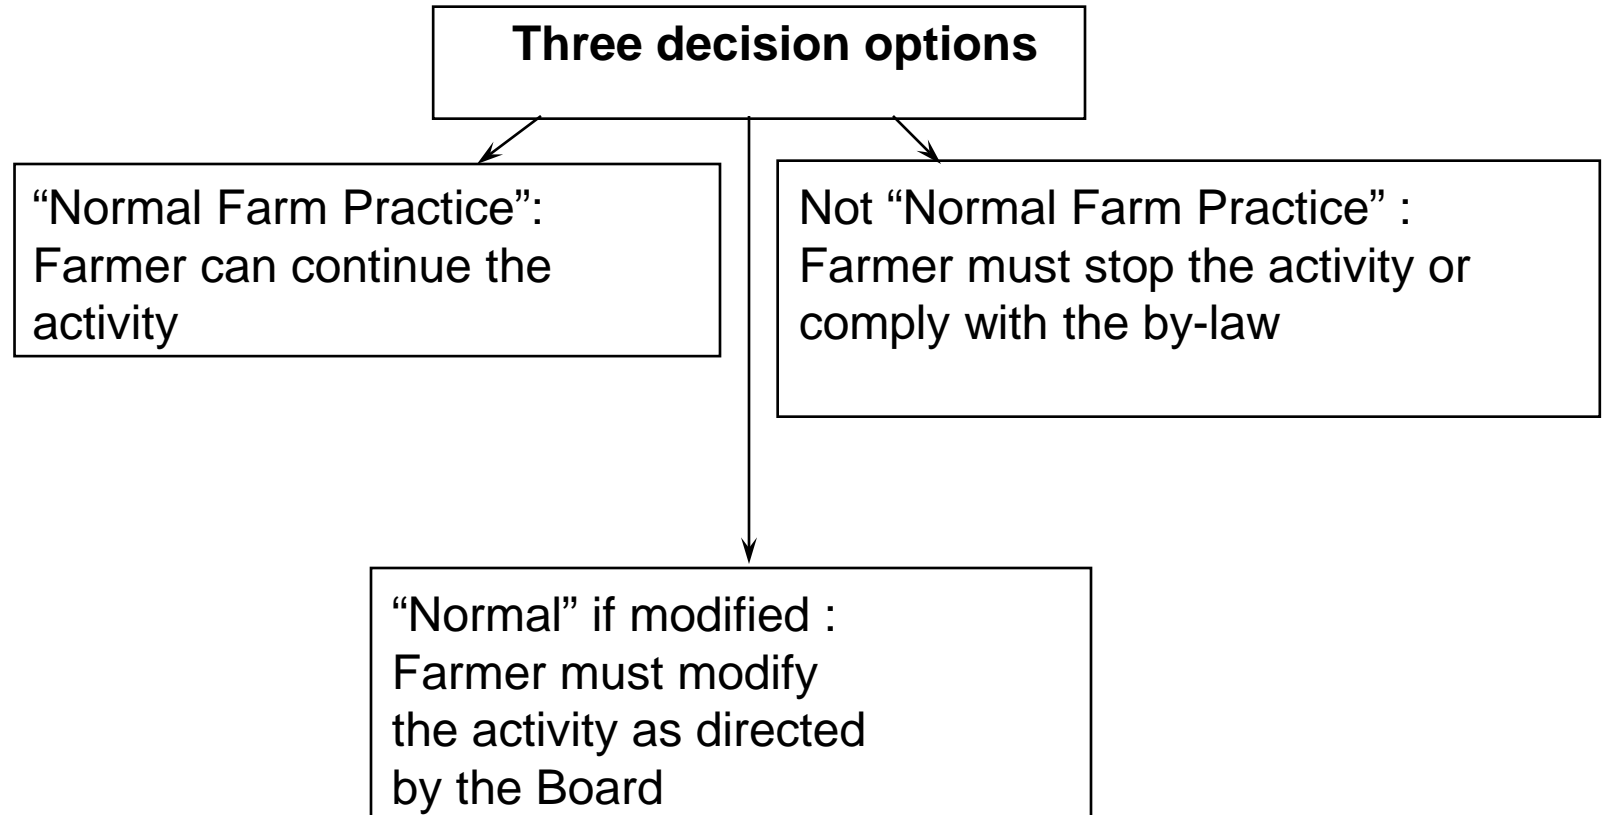 Three decision options
“Normal Farm Practice”:
Farmer can continue the
activity
Not “Normal Farm Practice” :
Farmer must stop the activity or
comply with the by-law
“Normal” if modified :
Farmer must modify
the activity as directed
by the Board